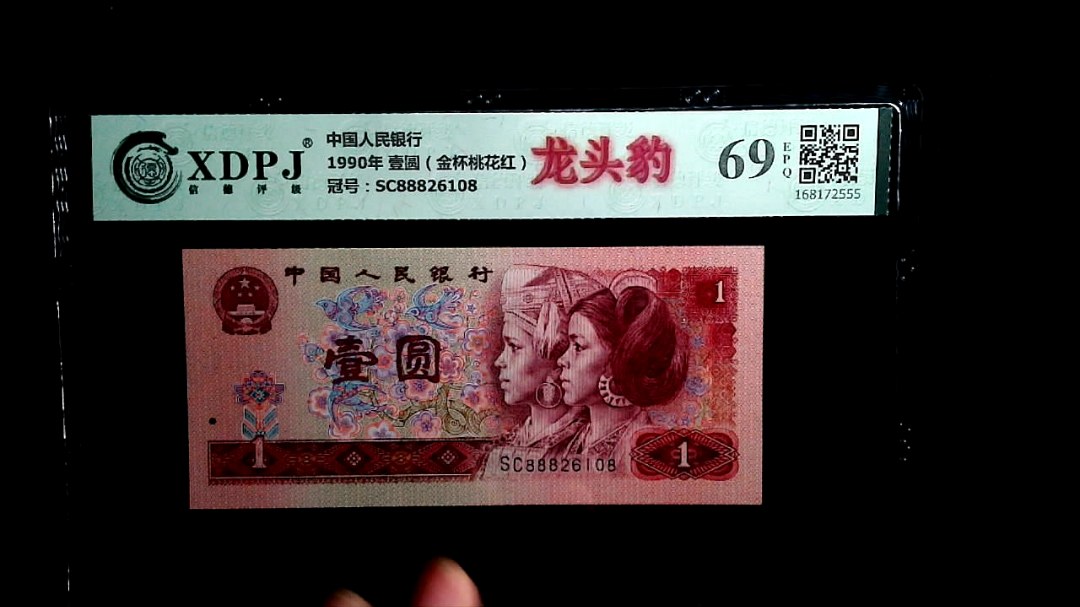 XDPJ®
信德评级
中国人民银行
1990年 壹圆（金杯桃花红）
冠号：SC88826108
龙头豹
69
EPQ
168172555
中国人民银行
1
壹圆
1
SC88826108
1